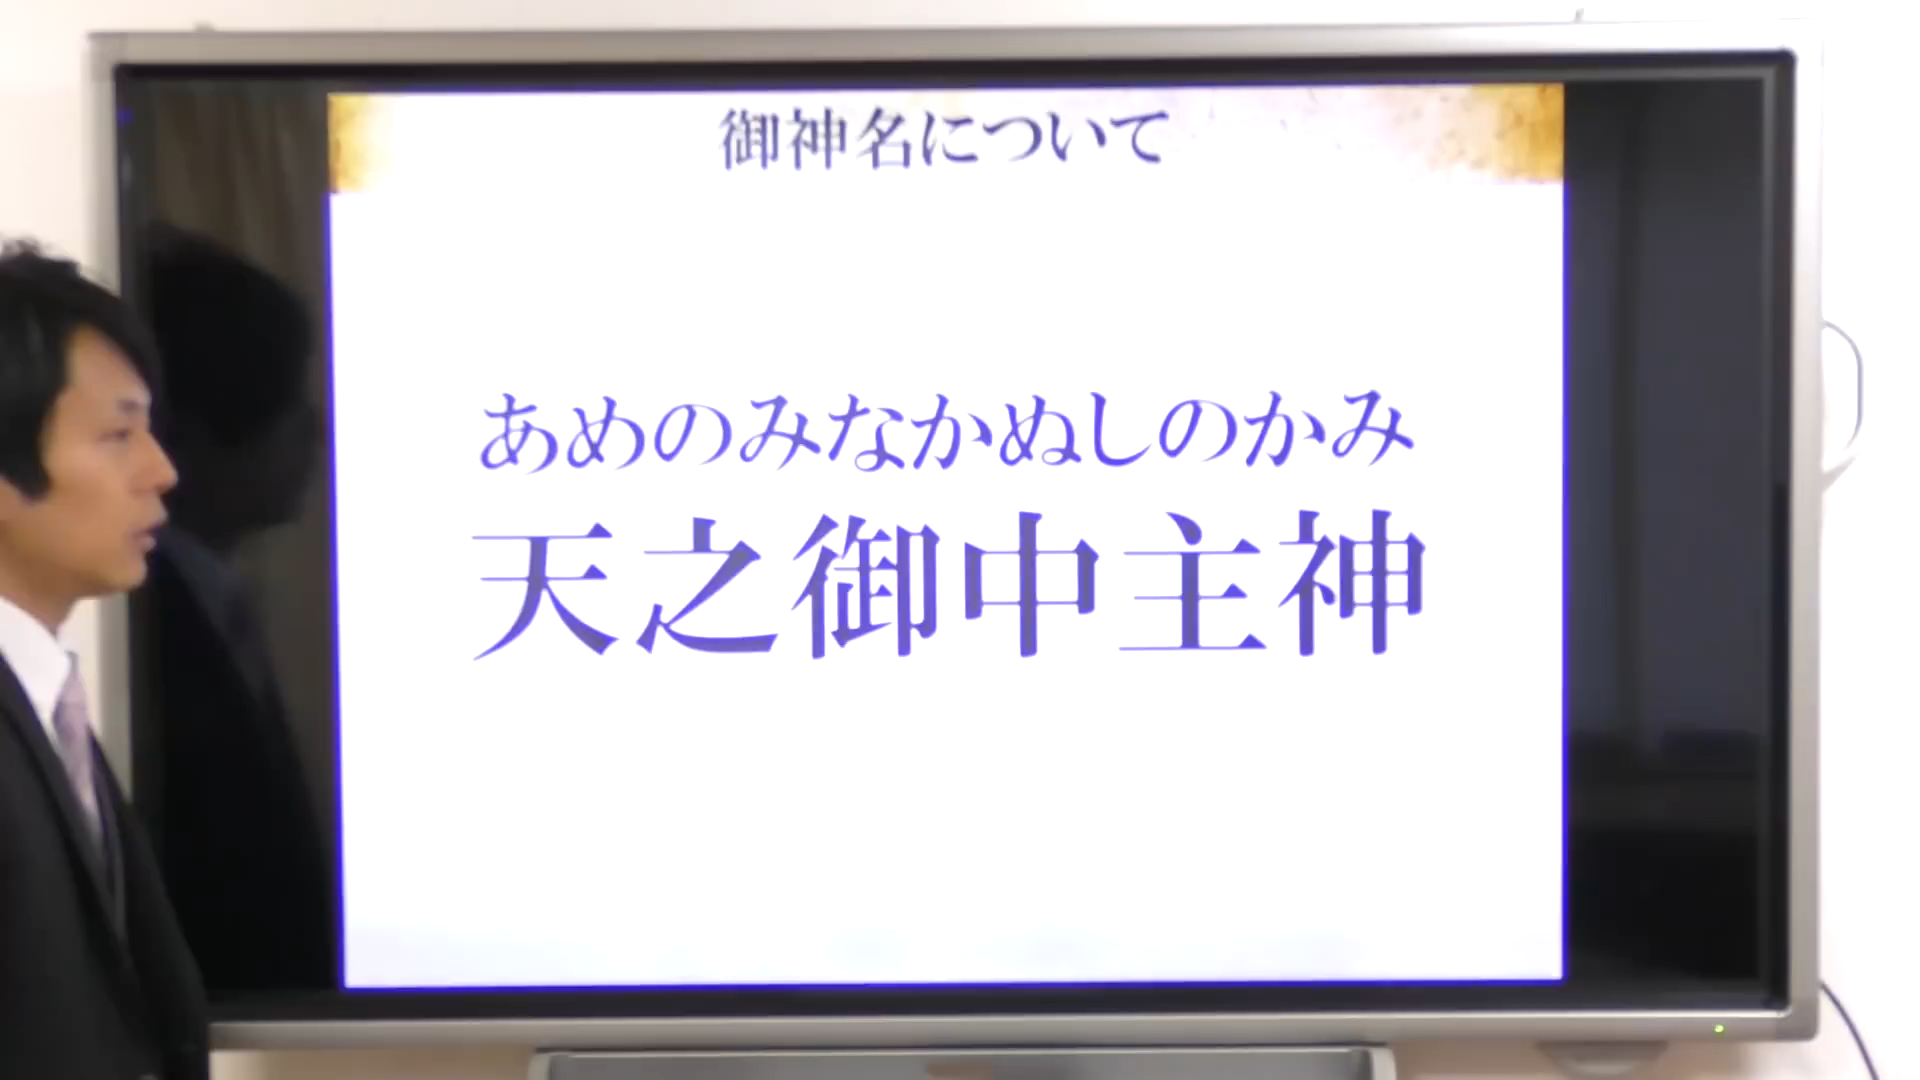 御神名について
あめのみなかぬしのかみ
天之御中主神